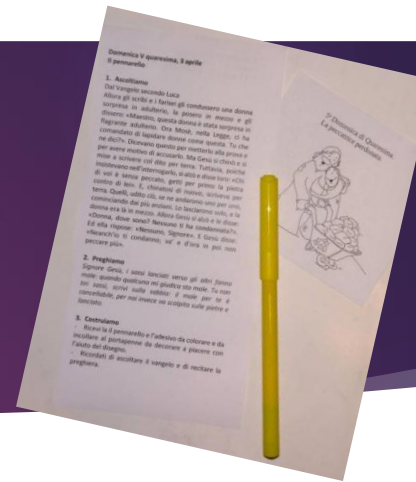 Domenica V quaresima, 3 aprile
Il pennarello
1. Ascoltiamo
Dal Vangelo secondo Luca
Allora gli scribi e i farisei gli condussero una donna
sorpresa in adulterio, la posero in mezzo e gli
dissero: «Maestro, questa donna è stata sorpresa in
flagrante adulterio. Ora Mosè, nella Legge, ci ha
comandato di lapidare donne come questa. Tu che
ne dici?». Dicevano questo per metterlo alla prova e
per avere motivo di accusarlo. Ma Gesù si chinò e si
mise a scrivere col dito per terra. Tuttavia, poiché
insistevano nell'interrogarlo, si alzò e disse loro: «Chi
di voi è senza peccato, getti per primo la pietra
contro di lei». E, chinatosi di nuovo, scriveva per
terra. Quelli, udito ciò, se ne andarono uno per uno,
cominciando dai più anziani. Lo lasciarono solo, e la
donna era là in mezzo. Allora Gesù si alzò e le disse:
«Donna, dove sono? Nessuno ti ha condannata?».
Ed ella rispose: «Nessuno, Signore». E Gesù disse:
«Neanch'io ti condanno; va' e d'ora in poi non
peccare più».
2. Preghiamo
Signore Gesù, i sassi lanciati verso gli altri fanno
male: quando qualcuno mi giudica sto male. Tu non
usi sassi, scrivi sulla sabbia: il male per te è
cancellabile, per noi invece va scolpito sulle pietre e
lanciato.
3. Costruiamo
- Ricevi la il pennarello e l'adesivo da colorare e da
incollare al portapenne da decorare a piacere con
l'aiuto del disegno.
- Ricordati di ascoltare il vangelo e di recitare la
preghiera.
5ª Domenica di Quaresima
La peccatrice perdonata